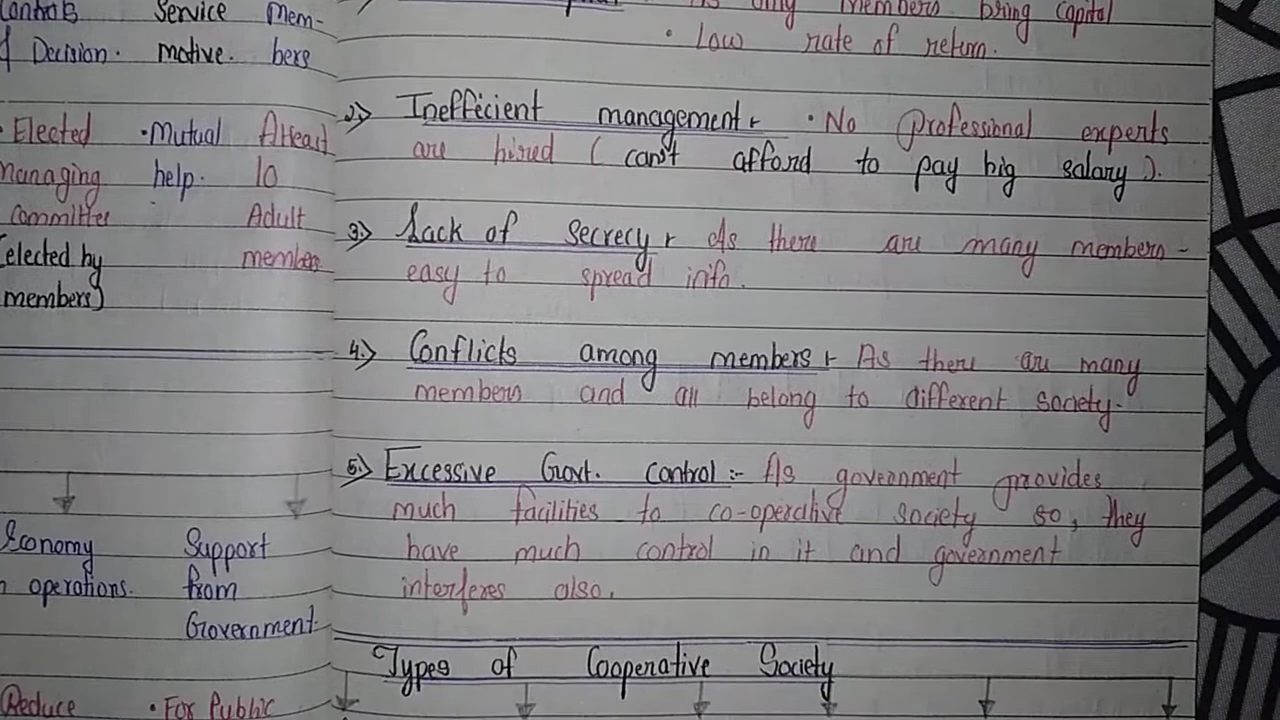 Controls Service Mem-
f Decision. motive. bers
• Elected • Mutual Atleast
Managing help. 10
Committee Adult
elected by members
members)
Economy Support
operations. from
Government.
Reduce • For Public
As only members bring capital
• Low rate of return.
2) Inefficient management • No professional experts
are hired (can't afford to pay big salary).
3) Lack of Secrecy As there are many members -
easy to spread info.
4) Conflicts among members As there are many
members and all belong to different society.
5) Excessive Govt. Control :- As government provides
much facilities to co-operative society so, they
have much control in it and government
interferes also.
Types of Cooperative Society